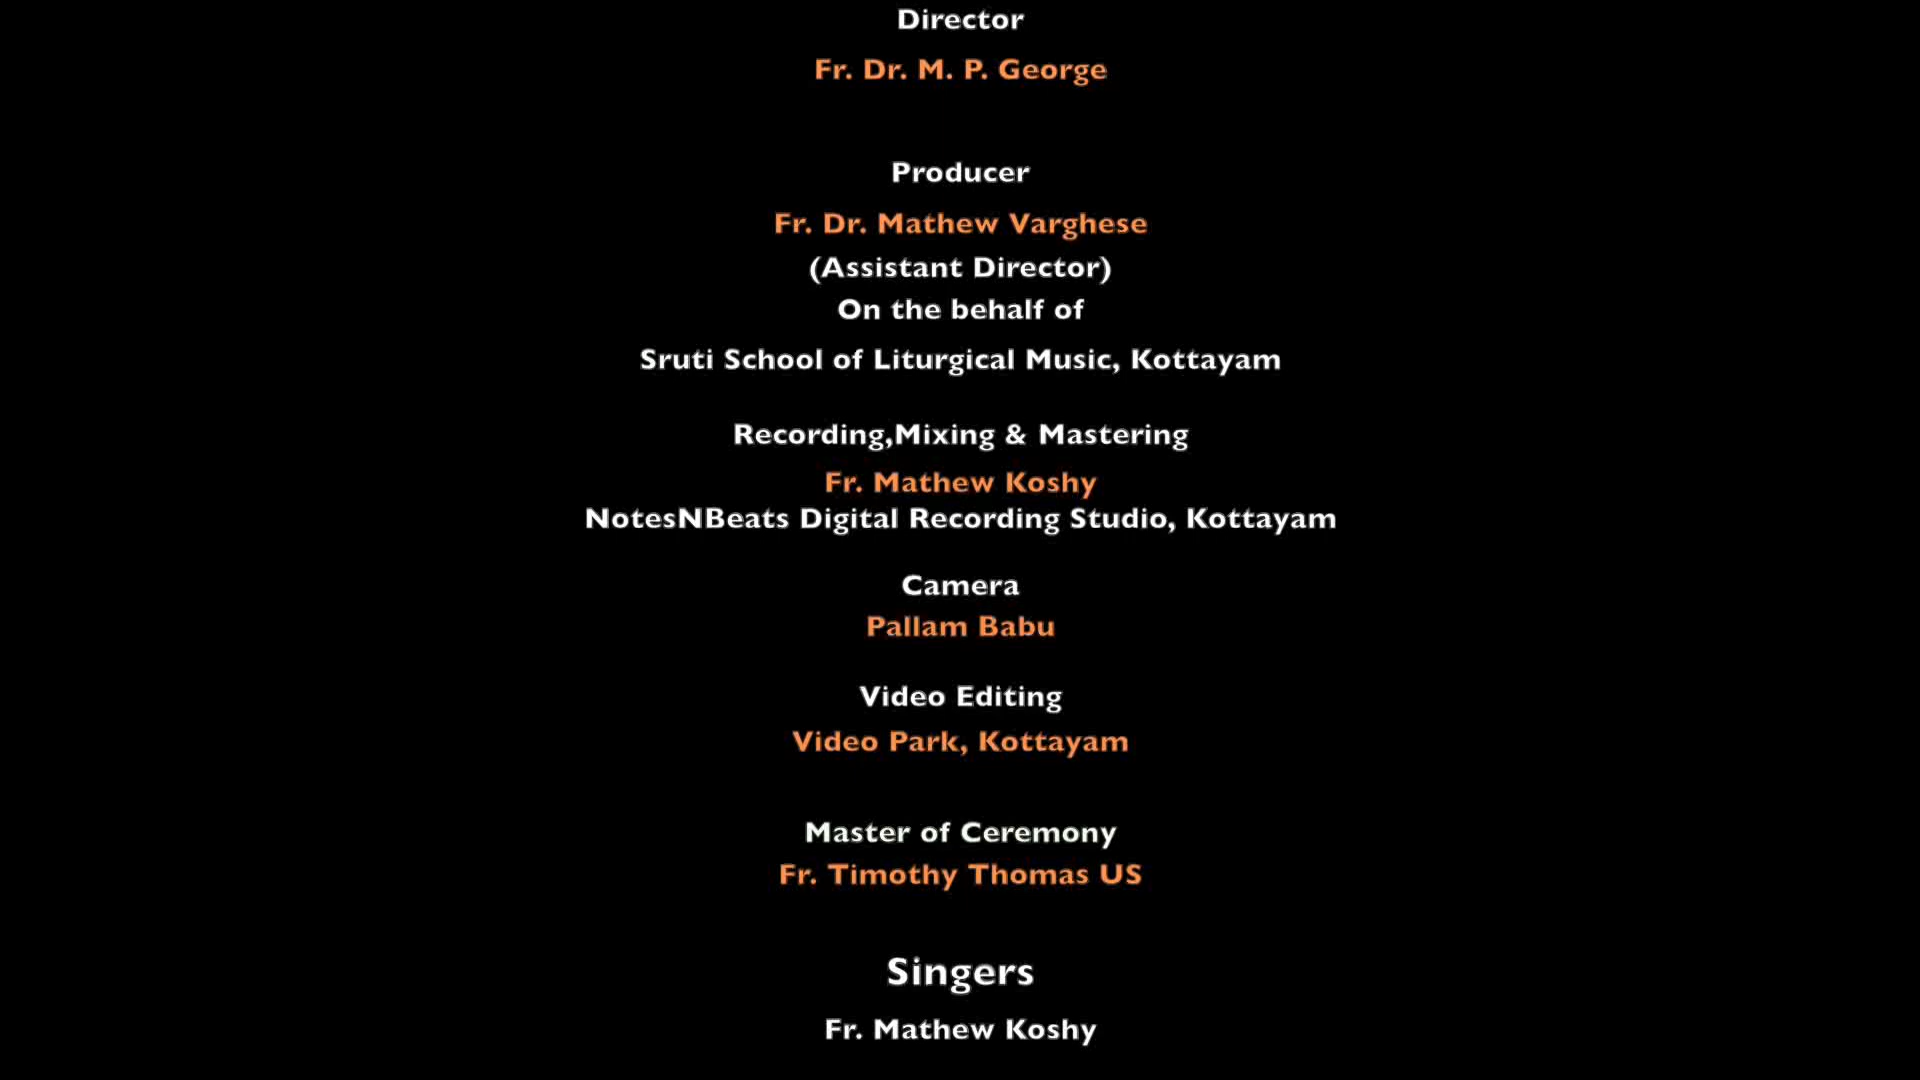 Director
Fr. Dr. M. P. George
Producer
Fr. Dr. Mathew Varghese
(Assistant Director)
On the behalf of
Sruti School of Liturgical Music, Kottayam
Recording,Mixing & Mastering
Fr. Mathew Koshy
NotesNBeats Digital Recording Studio, Kottayam
Camera
Pallam Babu
Video Editing
Video Park, Kottayam
Master of Ceremony
Fr. Timothy Thomas US
Singers
Fr. Mathew Koshy